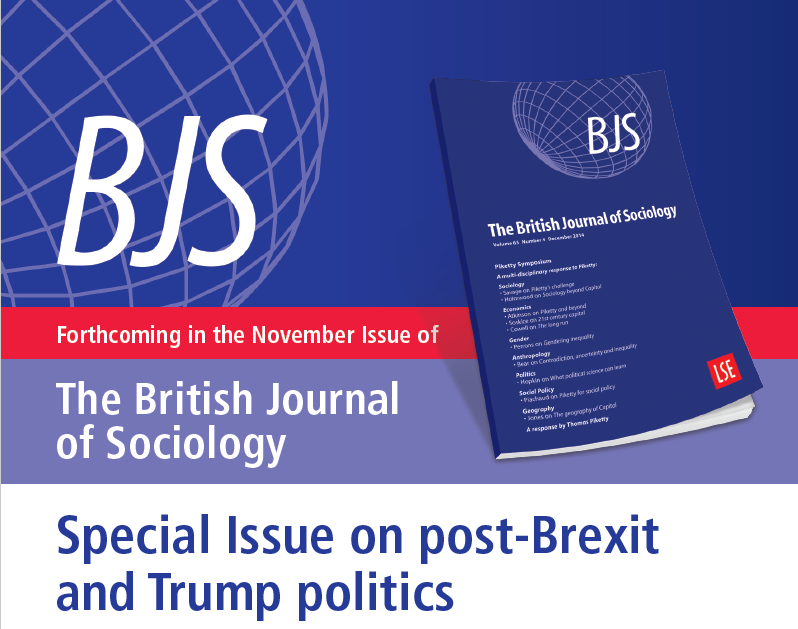 BJS
Forthcoming in the November Issue of
The British Journal
of Sociology
BJS
The British Journal of Sociology
Volume 65 Number 4 December 2014
Piketty Symposium
A multi-disciplinary response to Piketty:
Sociology
• Savage on Piketty's challenge
• Holmwood on Sociology beyond Capital
Economics
• Atkinson on Piketty and beyond
• Soskice on 21st century capital
• Cowell on The long run
Gender
• Perrons on Gendering inequality
Anthropology
• Bear on Contradiction, uncertainty and inequality
Politics
• Hopkin on What political science can learn
Social Policy
• Piachaud on Piketty for social policy
Geography
• Jones on The geography of Capital
A response by Thomas Piketty
LSE
Special Issue on post-Brexit
and Trump politics